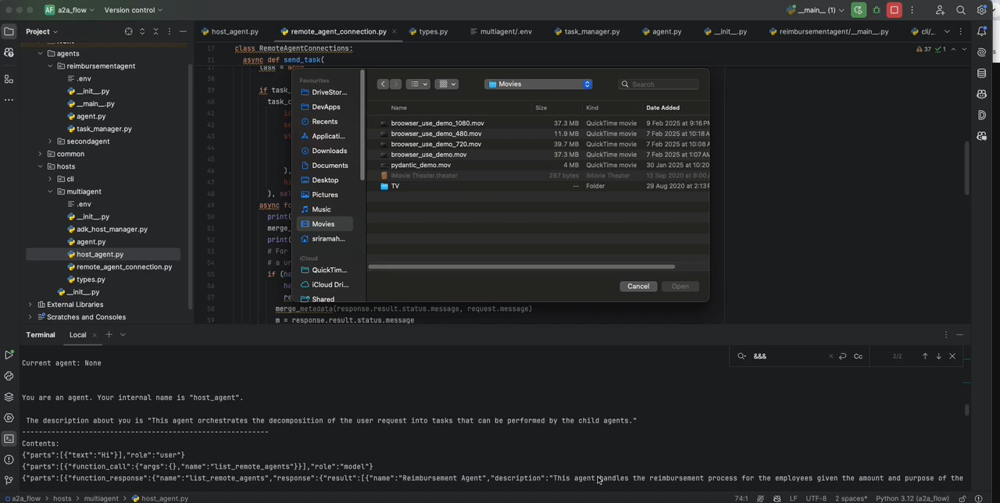 AF a2a_flow Version control __main__ (1)
Project
host_agent.py remote_agent_connection.py types.py multiagent/.env task_manager.py agent.py __init__.py reimbursementagent/__main__.py cli/
17 class RemoteAgentConnections:
31 async def send_task(
37 1
agents
reimbursementagent
.env
__init__.py
__main__.py
agent.py
task_manager.py
secondagent
common
hosts
cli
multiagent
.env
__init__.py
adk_host_manager.py
agent.py
host_agent.py
remote_agent_connection.py
types.py
__init__.py
External Libraries
Scratches and Consoles
task = None
38
39 if task_
40 task_c
41
42 se
43 st
44
45
46 ),
47 hi
48 ), sel
49 async fo
50 print(
51 merge_
52 print(
53 # For
54 # a un
55 if (ha
56 ha
57 re
58 merge_metadata(response.result.status.message, request.message)
59 m = response.result.status.message
Favourites
DriveStor...
DevApps
Recents
Applicati...
Downloads
Documents
Desktop
Pictures
Music
Movies
sriramah...
iCloud
QuickTim...
iCloud Dri...
Shared
Movies
Search
Name Size Kind Date Added
broowser_use_demo_1080.mov 37.3 MB QuickTime movie 9 Feb 2025 at 9:16 P
broowser_use_demo_480.mov 11.9 MB QuickTime movie 7 Feb 2025 at 10:18 A
broowser_use_demo_720.mov 39.7 MB QuickTime movie 7 Feb 2025 at 10:08 A
broowser_use_demo.mov 37.3 MB QuickTime movie 7 Feb 2025 at 1:07 A
pydantic_demo.mov 4 MB QuickTime movie 30 Jan 2025 at 10:20
iMovie Theater.theater 297 bytes iMovie Theater 13 Sep 2020 at 9:00
TV -- Folder 29 Aug 2020 at 2:13 P
Cancel Open
Terminal Local
&&& Cc 2/2
Current agent: None
You are an agent. Your internal name is "host_agent".
The description about you is "This agent orchestrates the decomposition of the user request into tasks that can be performed by the child agents."
------------------------------------------------------------
Contents:
{"parts":[{"text":"Hi"}],"role":"user"}
{"parts":[{"function_call":{"args":{},"name":"list_remote_agents"}}],"role":"model"}
{"parts":[{"function_response":{"name":"list_remote_agents","response":{"result":[{"name":"Reimbursement Agent","description":"This agent handles the reimbursement process for the employees given the amount and purpose of the
a2a_flow > hosts > multiagent > host_agent.py 74:1 LF UTF-8 2 spaces* Python 3.12 (a2a_flow)